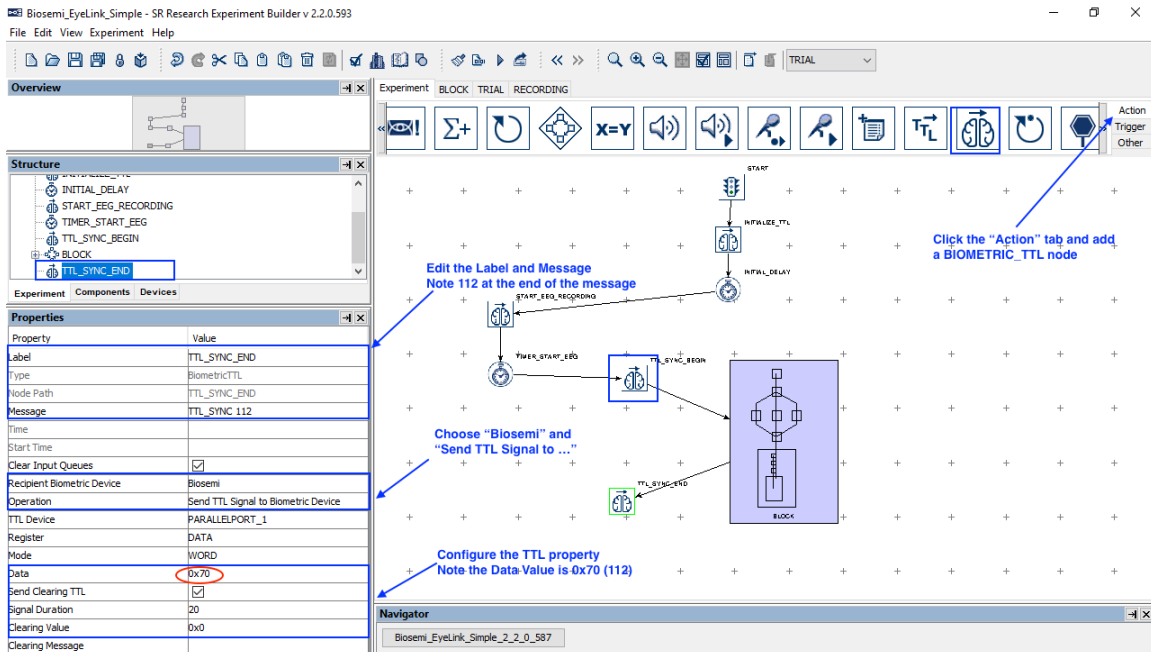 Biosemi_EyeLink_Simple - SR Research Experiment Builder v 2.2.0.593
File Edit View Experiment Help
TRIAL
Overview
Structure
INITIAL_DELAY
START_EEG_RECORDING
TIMER_START_EEG
TTL_SYNC_BEGIN
BLOCK
TTL_SYNC_END
Experiment Components Devices
Properties
Property Value
Label TTL_SYNC_END
Type BiometricTTL
Node Path TTL_SYNC_END
Message TTL_SYNC 112
Time
Start Time
Clear Input Queues
Recipient Biometric Device Biosemi
Operation Send TTL Signal to Biometric Device
TTL Device PARALLELPORT_1
Register DATA
Mode WORD
Data 0x70
Send Clearing TTL
Signal Duration 20
Clearing Value 0x0
Clearing Message
Experiment BLOCK TRIAL RECORDING
Σ+ X=Y TTL
Action
Trigger
Other
START
INITIALIZE_TTL
INITIAL_DELAY
START_EEG_RECORDING
TIMER_START_EEG
TTL_SYNC_BEGIN
TTL_SYNC_END
BLOCK
Click the “Action” tab and add
a BIOMETRIC_TTL node
Edit the Label and Message
Note 112 at the end of the message
Choose “Biosemi” and
“Send TTL Signal to ...”
Configure the TTL property
Note the Data Value is 0x70 (112)
Navigator
Biosemi_EyeLink_Simple_2_2_0_587